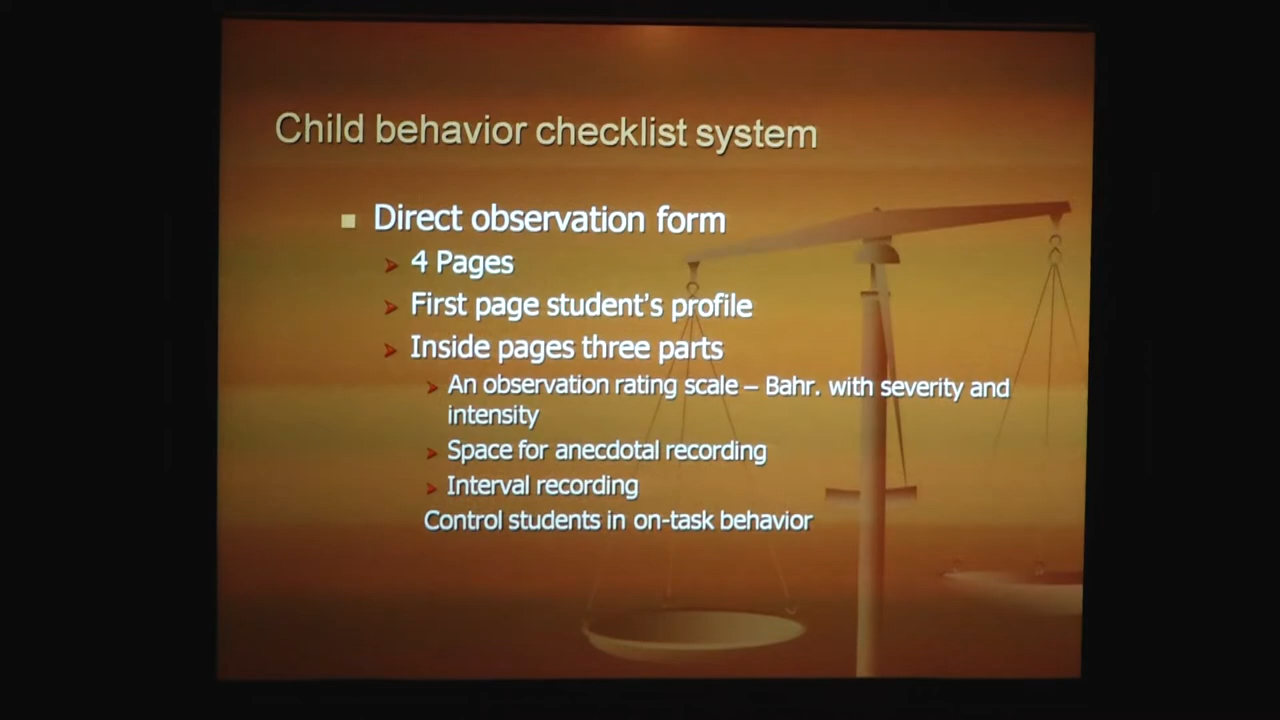 Child behavior checklist system
Direct observation form
4 Pages
First page student's profile
Inside pages three parts
An observation rating scale – Bahr. with severity and
intensity
Space for anecdotal recording
Interval recording
Control students in on-task behavior